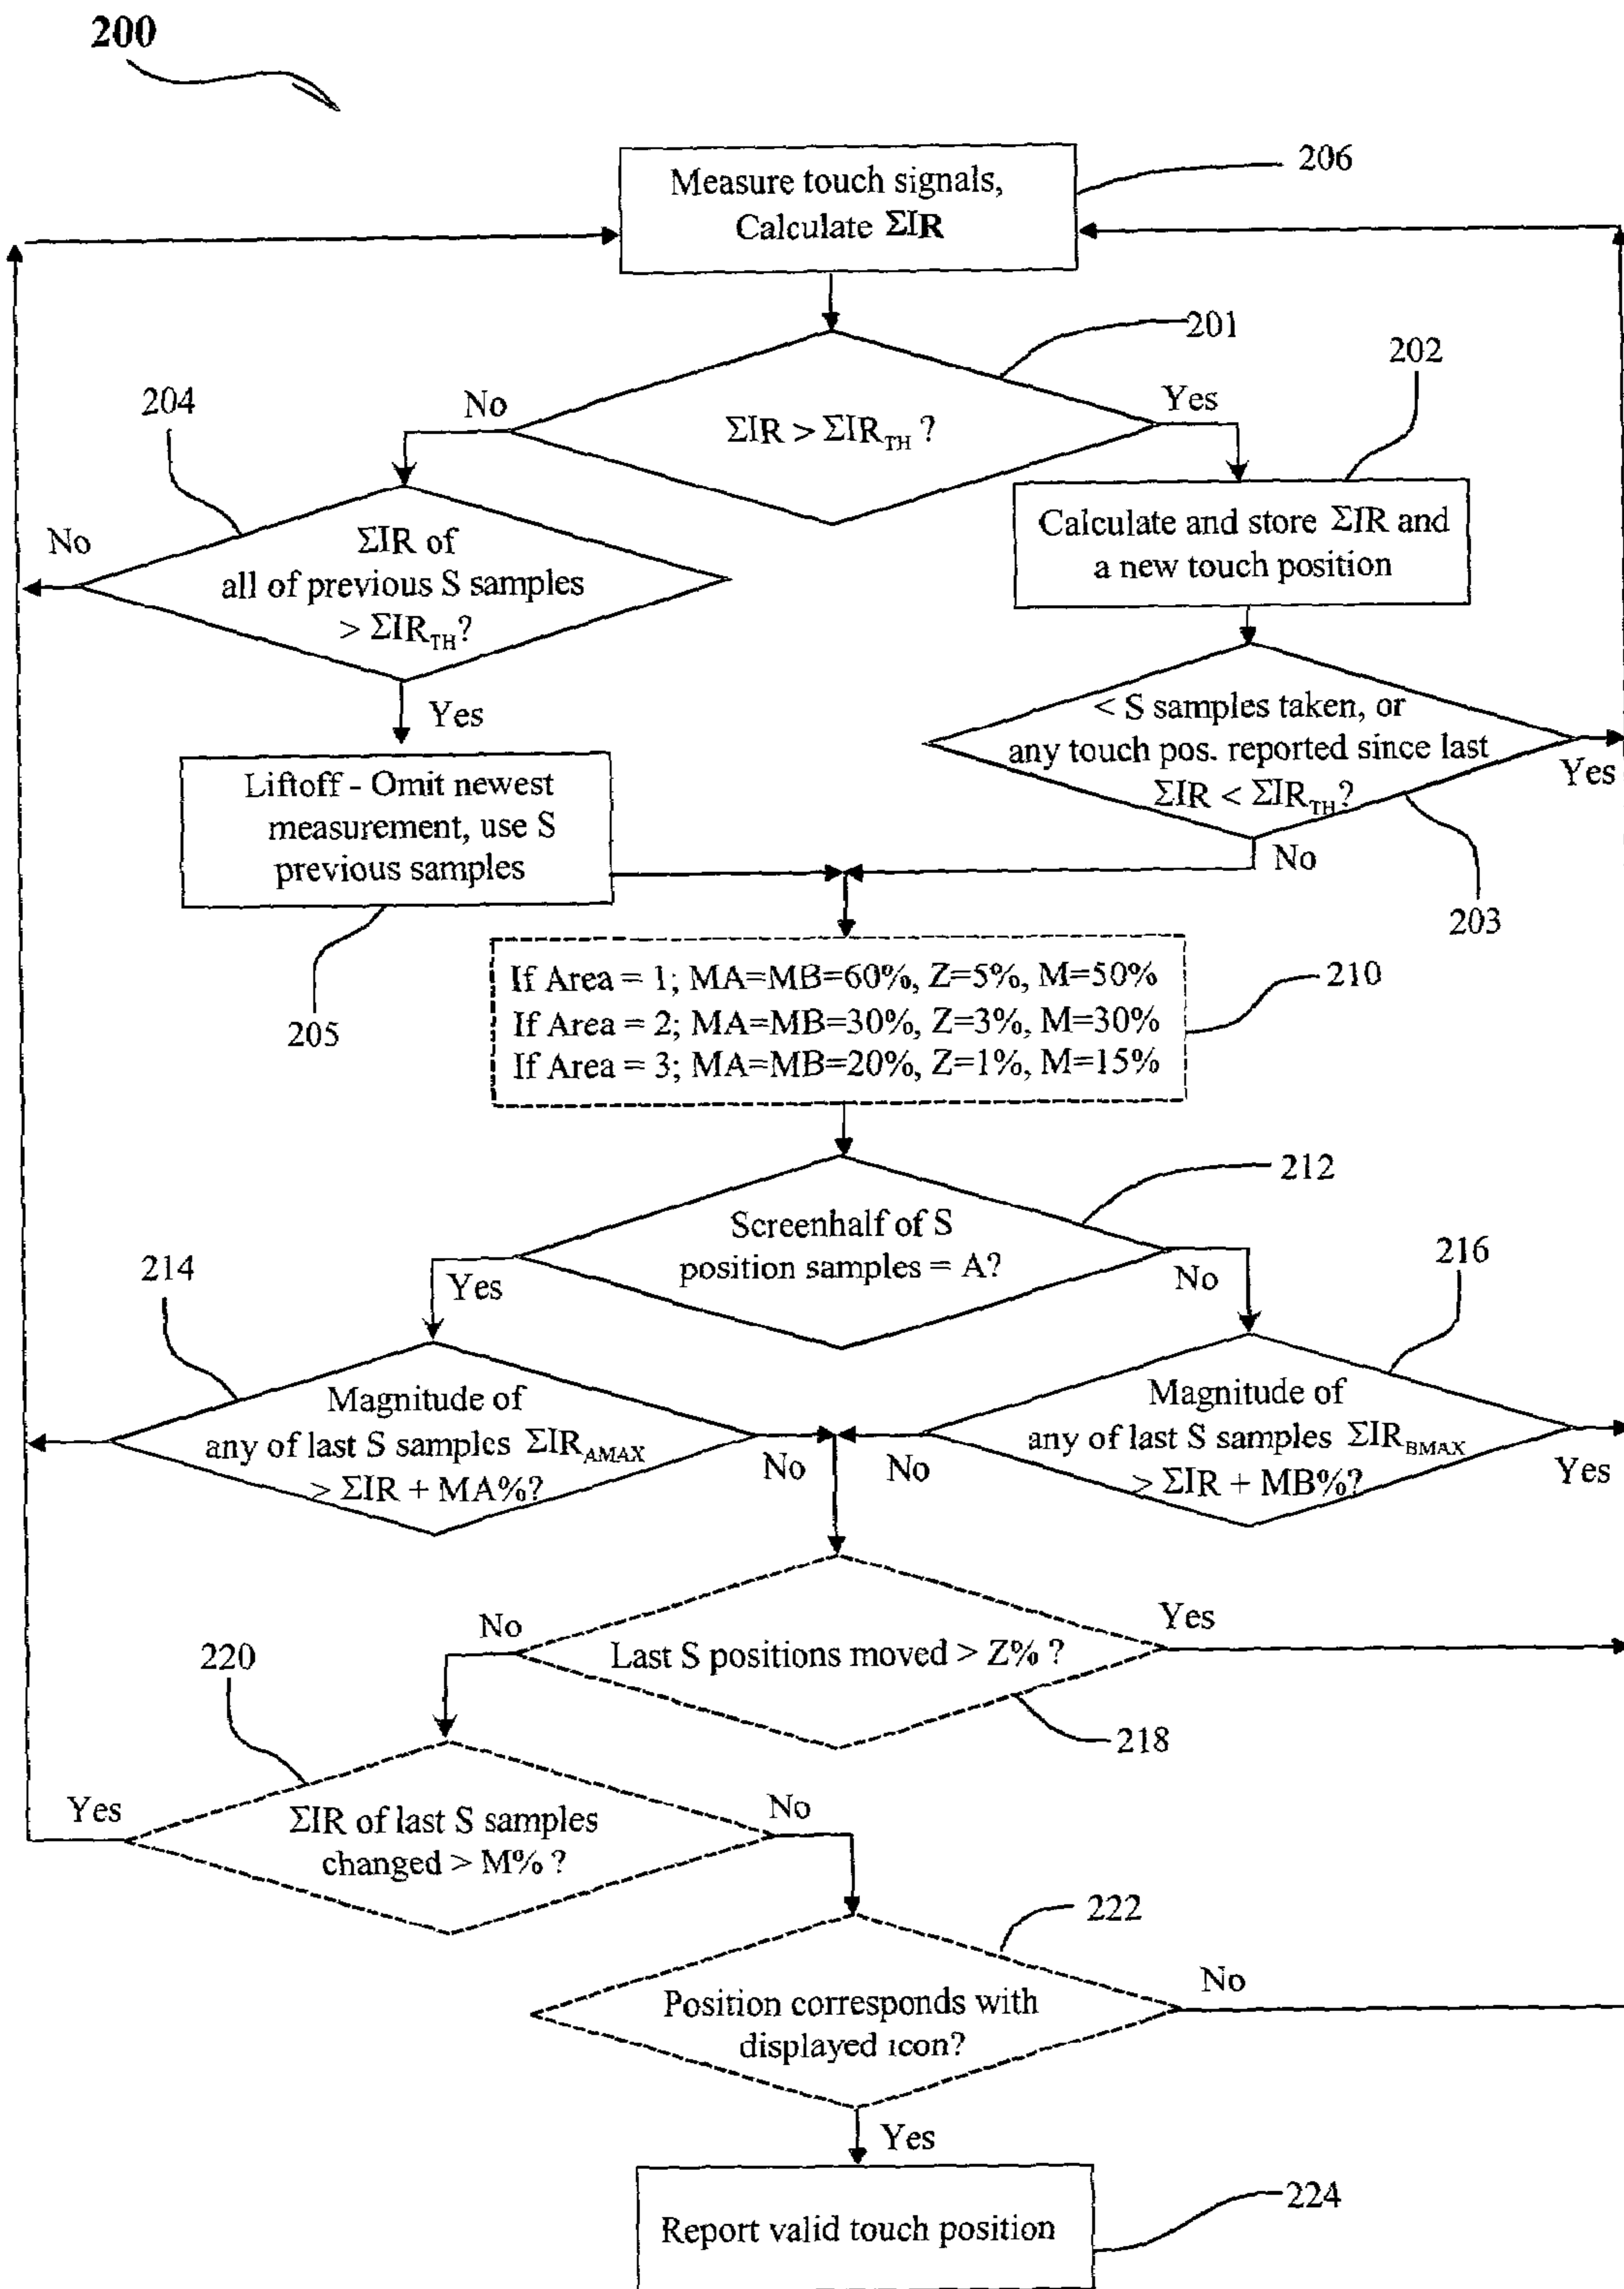 200
Measure touch signals,
Calculate ΣIR
206
201
202
204
No
Yes
ΣIR > ΣIR_TH ?
No
ΣIR of
all of previous S samples
> ΣIR_TH?
Calculate and store ΣIR and
a new touch position
Yes
< S samples taken, or
any touch pos. reported since last
ΣIR < ΣIR_TH?
Yes
Liftoff - Omit newest
measurement, use S
previous samples
No
203
205
If Area = 1; MA=MB=60%, Z=5%, M=50%
If Area = 2; MA=MB=30%, Z=3%, M=30%
If Area = 3; MA=MB=20%, Z=1%, M=15%
210
212
Screenhalf of S
position samples = A?
214
Yes
No
216
Magnitude of
any of last S samples ΣIR_AMAX
> ΣIR + MA%?
No
No
Magnitude of
any of last S samples ΣIR_BMAX
> ΣIR + MB%?
Yes
No
Yes
Last S positions moved > Z% ?
218
220
Yes
ΣIR of last S samples
changed > M% ?
No
222
Position corresponds with
displayed icon?
No
Yes
Report valid touch position
224